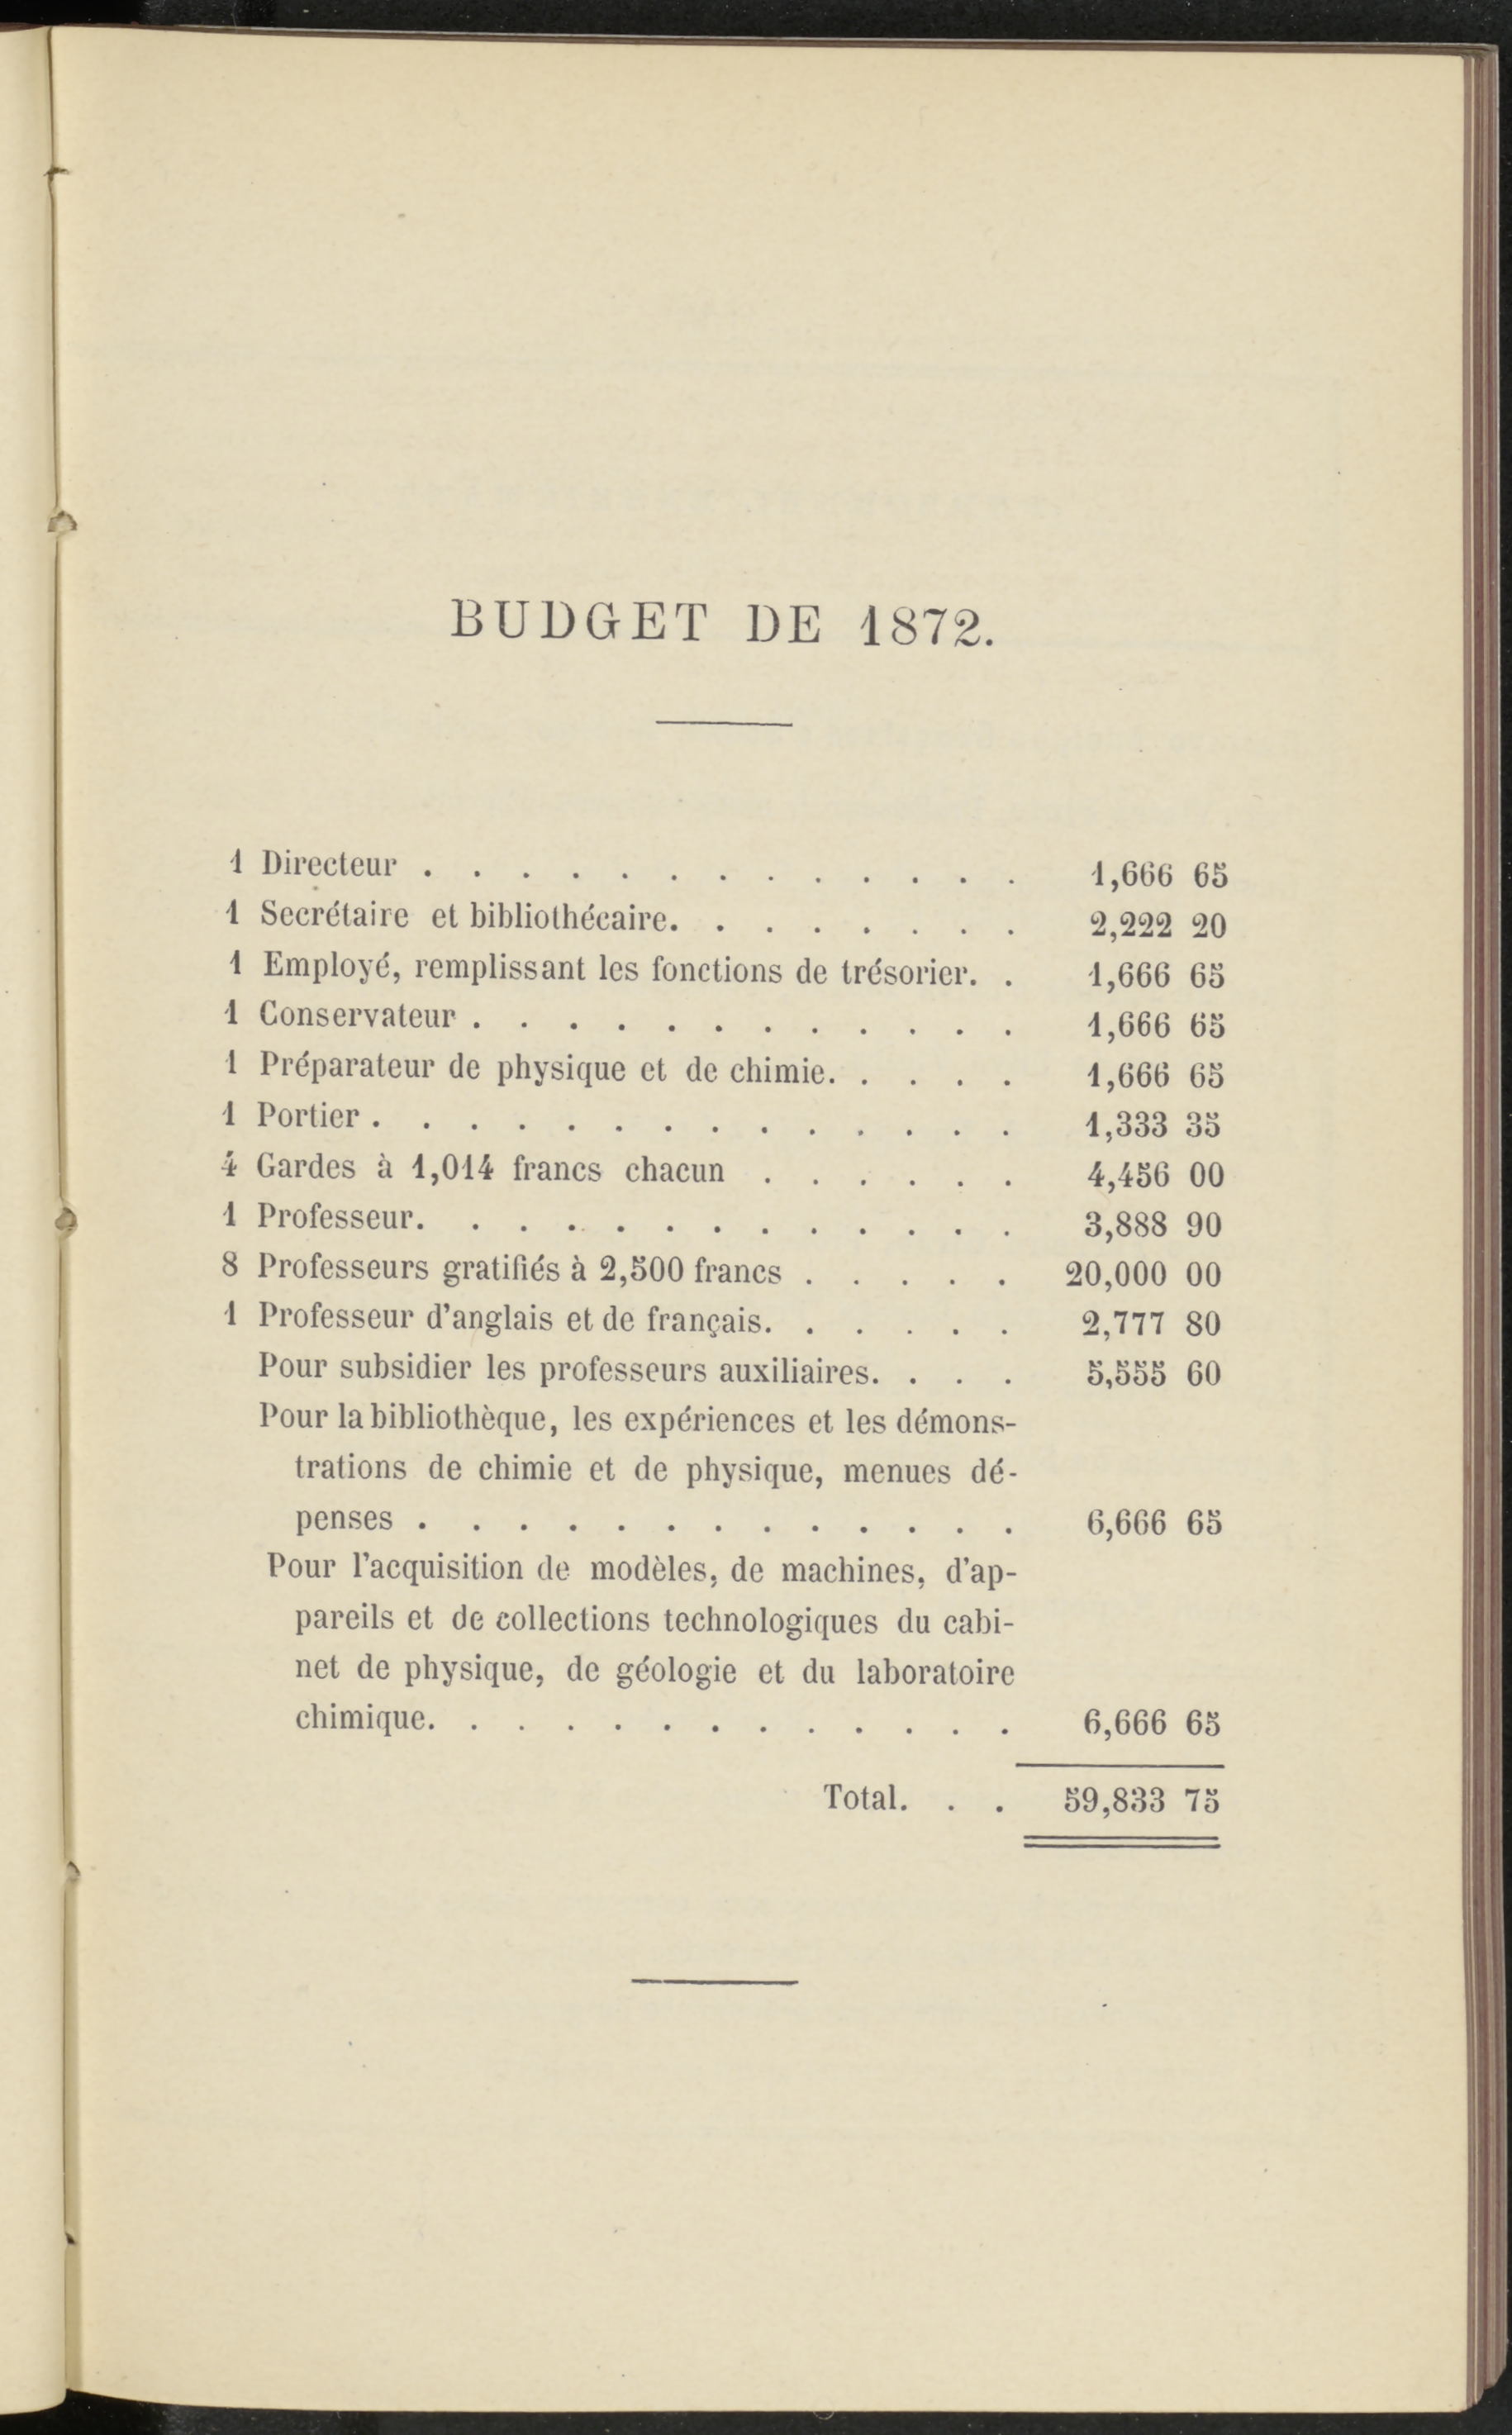 BUDGET DE 1872.
1 Directeur . . . . . . . . . . . . . 1,666 65
1 Secrétaire et bibliothécaire. . . . . . . . 2,222 20
1 Employé, remplissant les fonctions de trésorier. . 1,666 65
1 Conservateur . . . . . . . . . . . . 1,666 65
1 Préparateur de physique et de chimie. . . . . 1,666 65
1 Portier . . . . . . . . . . . . . . 1,333 35
4 Gardes à 1,014 francs chacun . . . . . . 4,456 00
1 Professeur. . . . . . . . . . . . . 3,888 90
8 Professeurs gratifiés à 2,500 francs . . . . . 20,000 00
1 Professeur d'anglais et de français. . . . . . 2,777 80
Pour subsidier les professeurs auxiliaires. . . . 5,555 60
Pour la bibliothèque, les expériences et les démons-
trations de chimie et de physique, menues dé-
penses . . . . . . . . . . . . . 6,666 65
Pour l'acquisition de modèles, de machines, d'ap-
pareils et de collections technologiques du cabi-
net de physique, de géologie et du laboratoire
chimique. . . . . . . . . . . . . 6,666 65
Total. . . 59,833 75